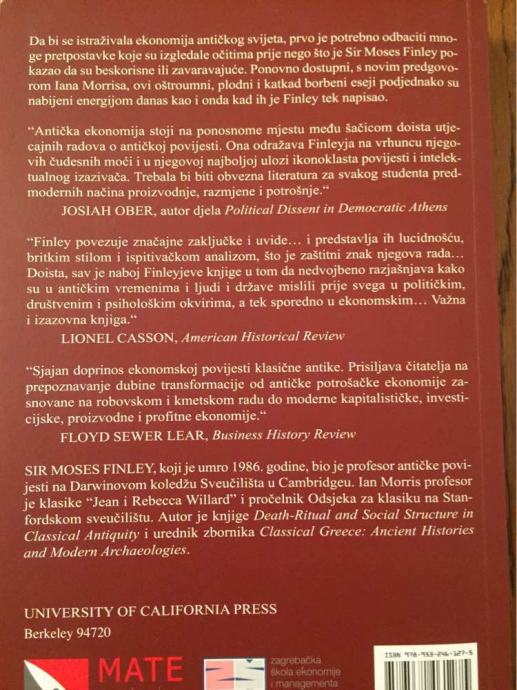 Da bi se istraživala ekonomija antičkog svijeta, prvo je potrebno odbaciti mno-
ge pretpostavke koje su izgledale očitima prije nego što je Sir Moses Finley po-
kazao da su beskorisne ili zavaravajuće. Ponovno dostupni, s novim predgovo-
rom Iana Morrisa, ovi oštroumni, plodni i katkad borbeni eseji podjednako su
nabijeni energijom danas kao i onda kad ih je Finley tek napisao.
“Antička ekonomija stoji na ponosnome mjestu među šačicom doista utje-
cajnih radova o antičkoj povijesti. Ona odražava Finleyja na vrhuncu njego-
vih čudesnih moći i u njegovoj najboljoj ulozi ikonoklasta povijesti i intelek-
tualnog izazivača. Trebala bi biti obvezna literatura za svakog studenta pred-
modernih načina proizvodnje, razmjene i potrošnje.“
JOSIAH OBER, autor djela Political Dissent in Democratic Athens
“Finley povezuje značajne zaključke i uvide… i predstavlja ih lucidnošću,
britkim stilom i ispitivačkom analizom, što je zaštitni znak njegova rada…
Doista, sav je naboj Finleyjeve knjige u tom da nedvojbeno razjašnjava kako
su u antičkim vremenima i ljudi i države mislili prije svega u političkim,
društvenim i psihološkim okvirima, a tek sporedno u ekonomskim… Važna
i izazovna knjiga.“
LIONEL CASSON, American Historical Review
“Sjajan doprinos ekonomskoj povijesti klasične antike. Prisiljava čitatelja na
prepoznavanje dubine transformacije od antičke potrošačke ekonomije za-
snovane na robovskom i kmetskom radu do moderne kapitalističke, investi-
cijske, proizvodne i profitne ekonomije.“
FLOYD SEWER LEAR, Business History Review
SIR MOSES FINLEY, koji je umro 1986. godine, bio je profesor antičke povi-
jesti na Darwinovom koledžu Sveučilišta u Cambridgeu. Ian Morris profesor
je klasike “Jean i Rebecca Willard” i pročelnik Odsjeka za klasiku na Stan-
fordskom sveučilištu. Autor je knjige Death-Ritual and Social Structure in
Classical Antiquity i urednik zbornika Classical Greece: Ancient Histories
and Modern Archaeologies.
UNIVERSITY OF CALIFORNIA PRESS
Berkeley 94720
MATE
zagrebačka
škola ekonomije
i managementa
ISBN 978-953-246-127-5